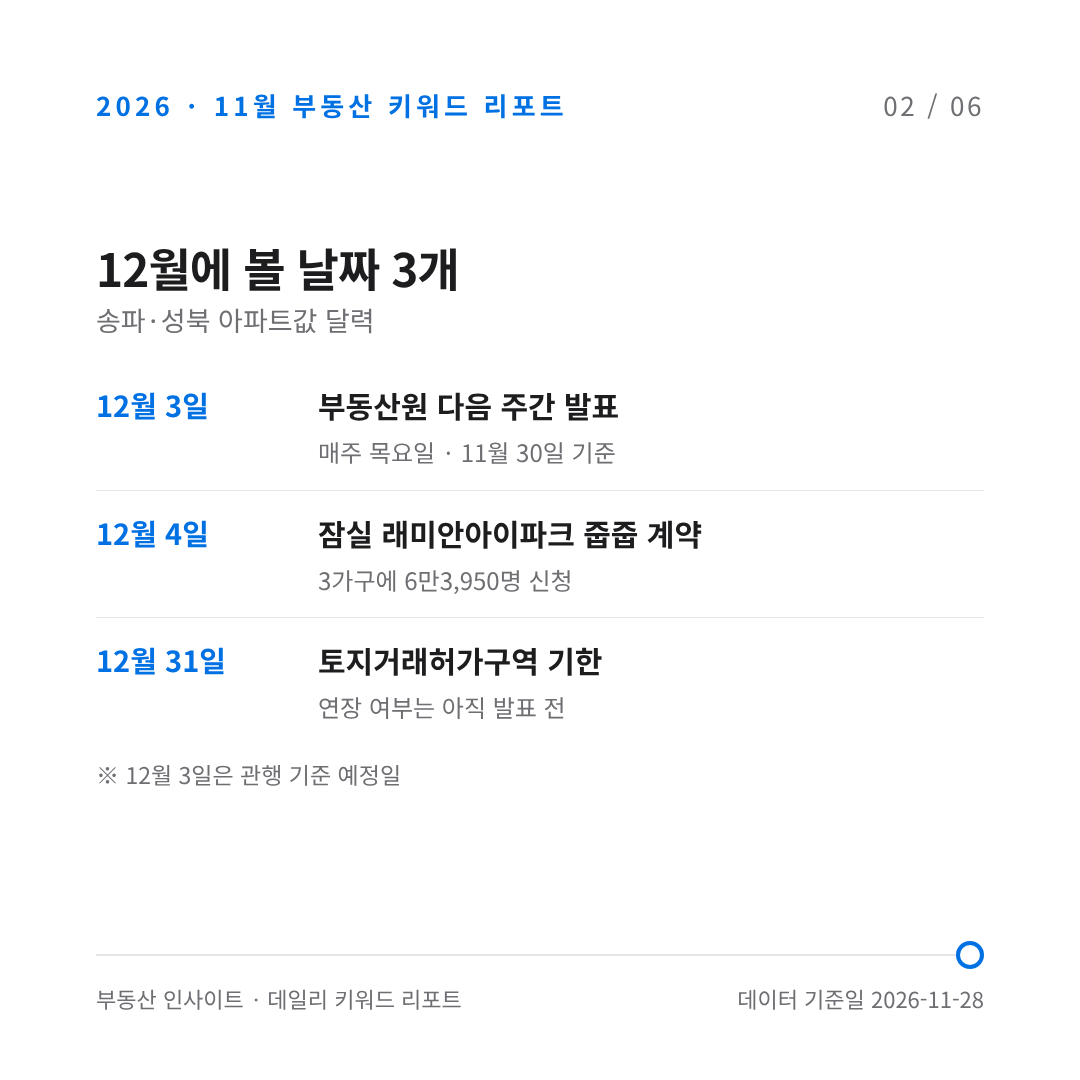 2026 · 11월 부동산 키워드 리포트
02 / 06
12월에 볼 날짜 3개
송파·성북 아파트값 달력
12월 3일
부동산원 다음 주간 발표
매주 목요일 · 11월 30일 기준
12월 4일
잠실 래미안아이파크 줍줍 계약
3가구에 6만3,950명 신청
12월 31일
토지거래허가구역 기한
연장 여부는 아직 발표 전
※ 12월 3일은 관행 기준 예정일
부동산 인사이트 · 데일리 키워드 리포트
데이터 기준일 2026-11-28